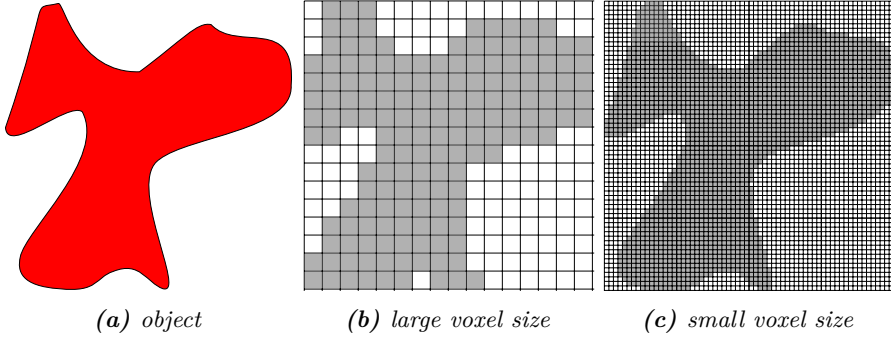 (a) object
(b) large voxel size
(c) small voxel size